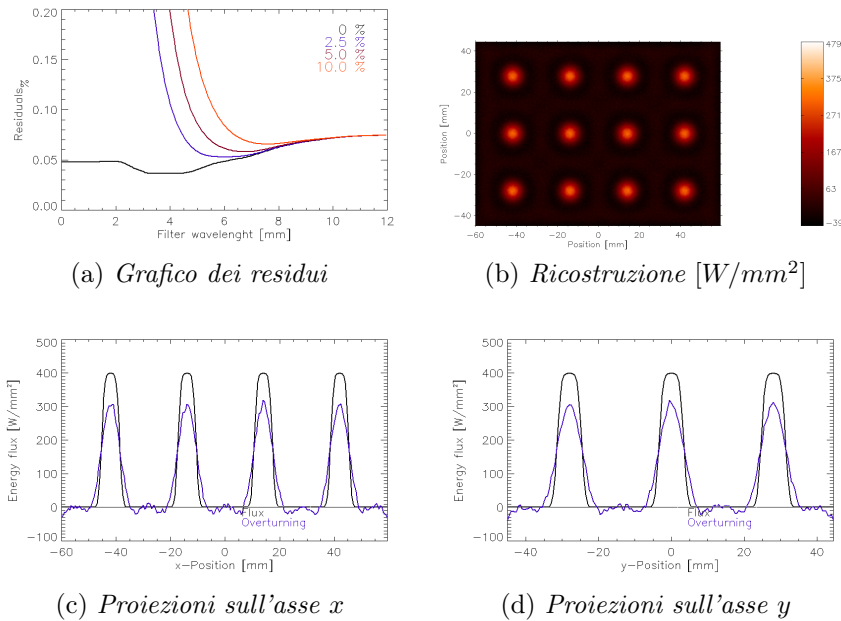 0.20
0.15
0.10
0.05
0.00
Residuals%
0 %
2.5 %
5.0 %
10.0 %
0 2 4 6 8 10 12
Filter wavelenght [mm]
(a) Grafico dei residui
40
20
0
−20
−40
Position [mm]
−60 −40 −20 0 20 40
Position [mm]
479
375
271
167
63
−39
(b) Ricostruzione [W/mm²]
500
400
300
200
100
0
−100
Energy flux [W/mm²]
Flux
Overturning
−60 −40 −20 0 20 40 60
x−Position [mm]
(c) Proiezioni sull'asse x
500
400
300
200
100
0
−100
Energy flux [W/mm²]
Flux
Overturning
−40 −20 0 20 40
y−Position [mm]
(d) Proiezioni sull'asse y